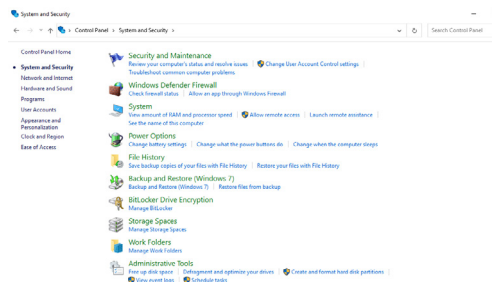 System and Security
Control Panel > System and Security >
Search Control Panel
Control Panel Home
System and Security
Network and Internet
Hardware and Sound
Programs
User Accounts
Appearance and
Personalization
Clock and Region
Ease of Access
Security and Maintenance
Review your computer's status and resolve issues | Change User Account Control settings |
Troubleshoot common computer problems
Windows Defender Firewall
Check firewall status | Allow an app through Windows Firewall
System
View amount of RAM and processor speed | Allow remote access | Launch remote assistance |
See the name of this computer
Power Options
Change battery settings | Change what the power buttons do | Change when the computer sleeps
File History
Save backup copies of your files with File History | Restore your files with File History
Backup and Restore (Windows 7)
Backup and Restore (Windows 7) | Restore files from backup
BitLocker Drive Encryption
Manage BitLocker
Storage Spaces
Manage Storage Spaces
Work Folders
Manage Work Folders
Administrative Tools
Free up disk space | Defragment and optimize your drives | Create and format hard disk partitions |
View event logs | Schedule tasks